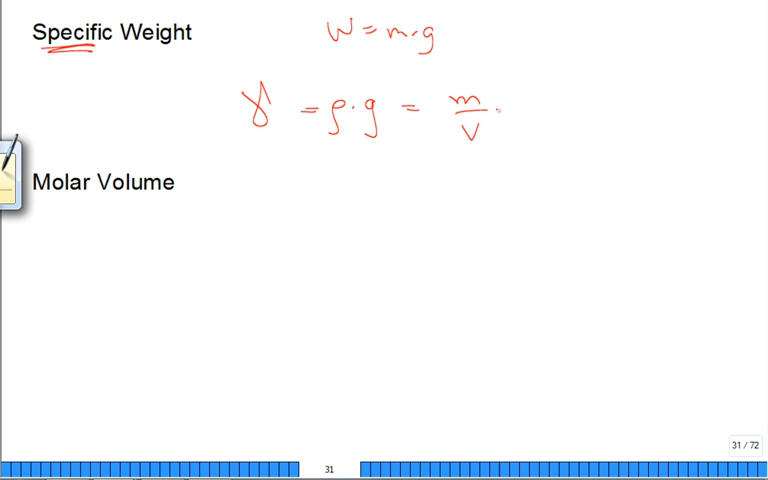 Specific Weight
W = m·g
γ = ρ·g = m/V ·
Molar Volume
31 / 72
31